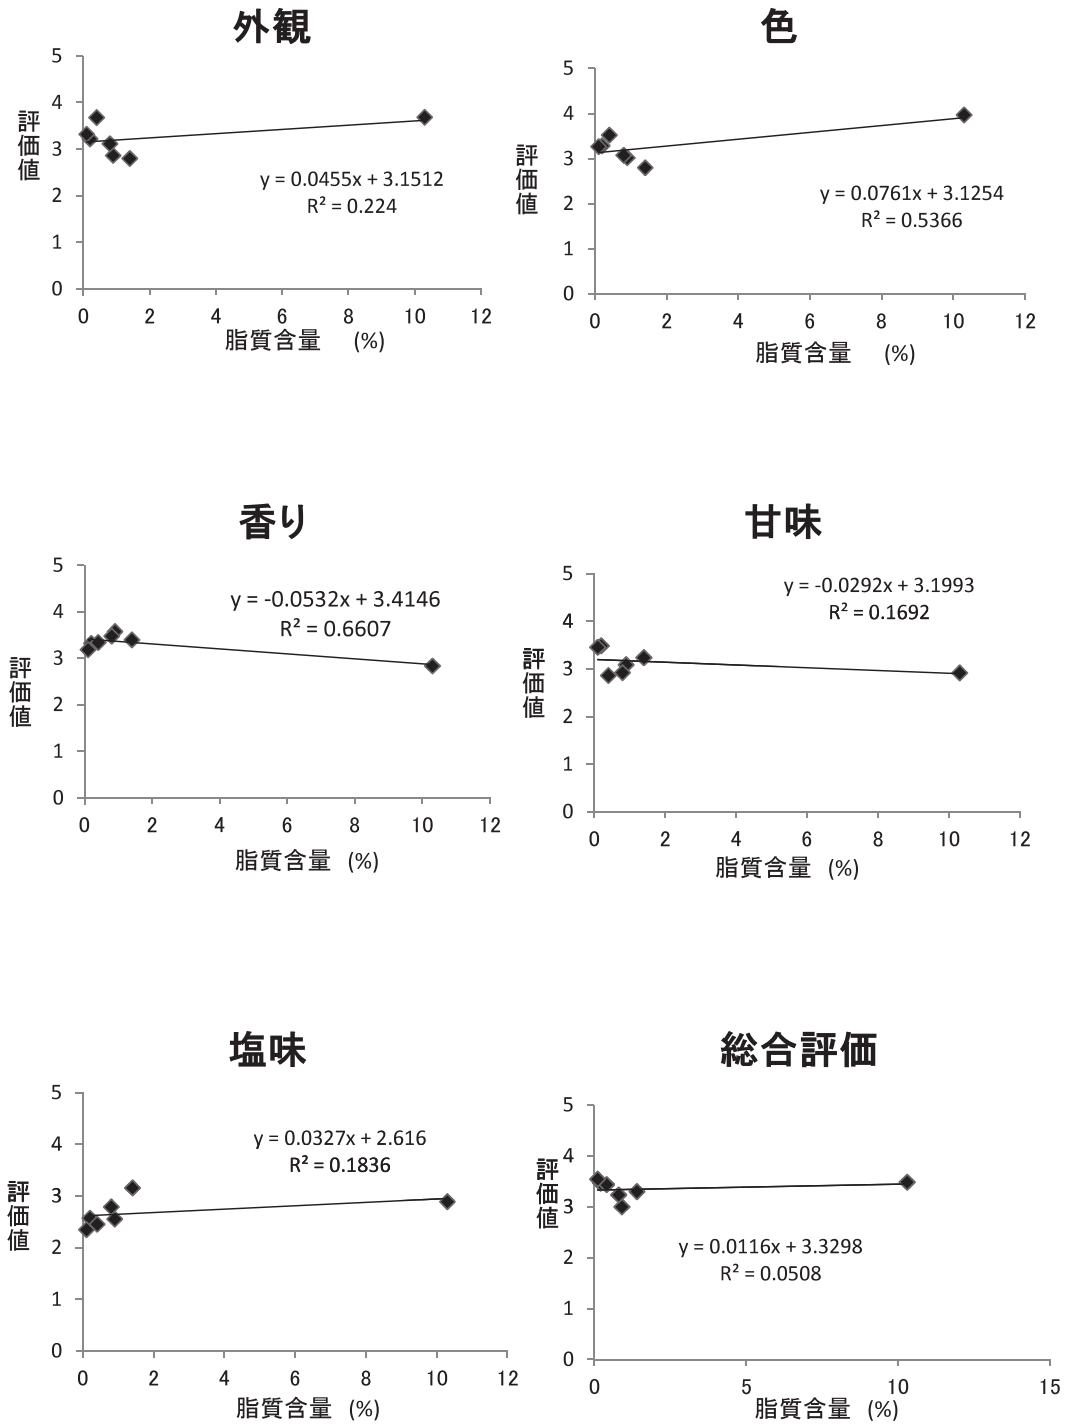 外観
5
4
3
2
1
0
評価値
y = 0.0455x + 3.1512
R² = 0.224
0 2 4 6 8 10 12
脂質含量 (%)
色
5
4
3
2
1
0
評価値
y = 0.0761x + 3.1254
R² = 0.5366
0 2 4 6 8 10 12
脂質含量 (%)
香り
5
4
3
2
1
0
評価値
y = -0.0532x + 3.4146
R² = 0.6607
0 2 4 6 8 10 12
脂質含量 (%)
甘味
5
4
3
2
1
0
評価値
y = -0.0292x + 3.1993
R² = 0.1692
0 2 4 6 8 10 12
脂質含量 (%)
塩味
5
4
3
2
1
0
評価値
y = 0.0327x + 2.616
R² = 0.1836
0 2 4 6 8 10 12
脂質含量 (%)
総合評価
5
4
3
2
1
0
評価値
y = 0.0116x + 3.3298
R² = 0.0508
0 5 10 15
脂質含量 (%)